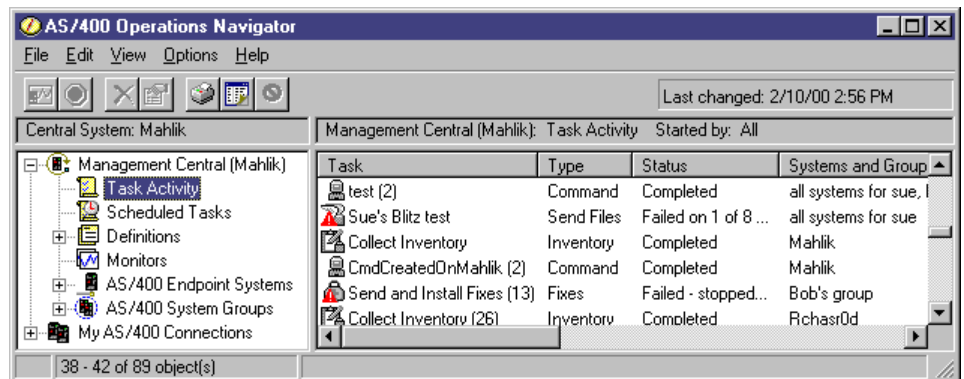 AS/400 Operations Navigator
File Edit View Options Help
Last changed: 2/10/00 2:56 PM
Central System: Mahlik
Management Central (Mahlik): Task Activity Started by: All
Management Central (Mahlik)
Task Activity
Scheduled Tasks
Definitions
Monitors
AS/400 Endpoint Systems
AS/400 System Groups
My AS/400 Connections
Task Type Status Systems and Group
test (2) Command Completed all systems for sue,
Sue's Blitz test Send Files Failed on 1 of 8 ... all systems for sue
Collect Inventory Inventory Completed Mahlik
CmdCreatedOnMahlik (2) Command Completed Mahlik
Send and Install Fixes (13) Fixes Failed - stopped... Bob's group
Collect Inventory (26) Inventory Completed Rchasr0d
38 - 42 of 89 object(s)